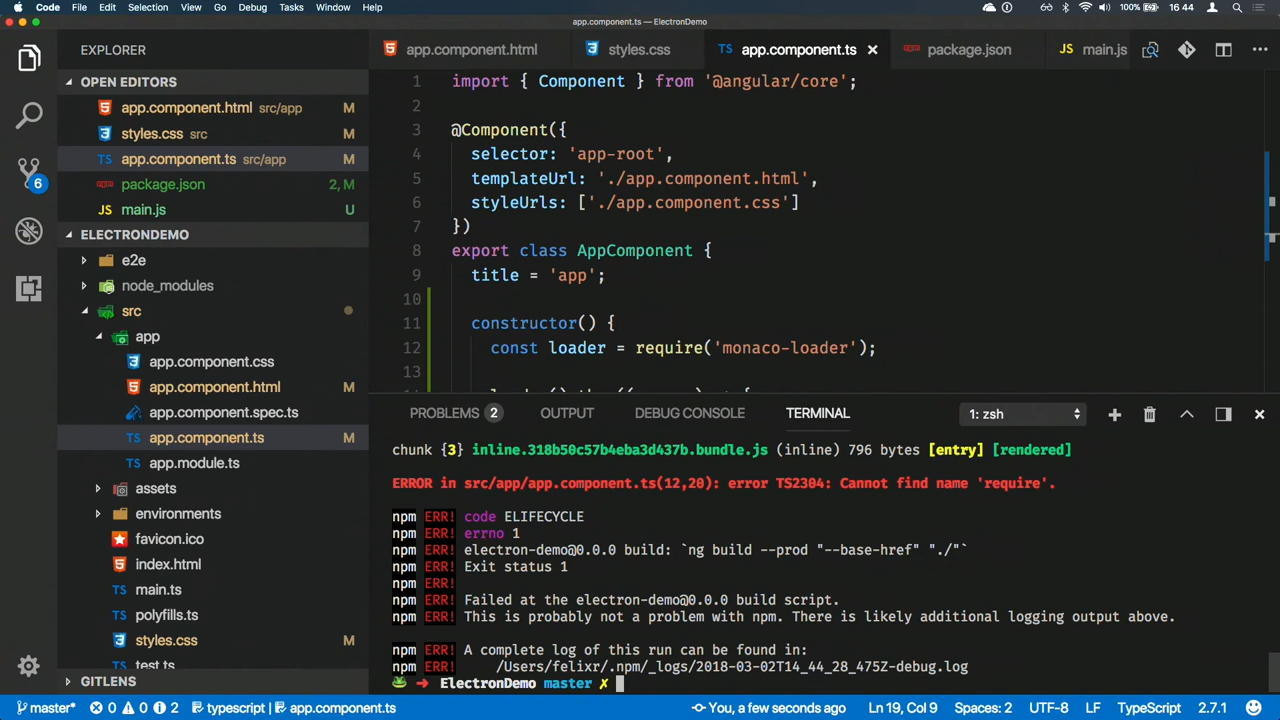 Code File Edit Selection View Go Debug Tasks Window Help 100% 16:44
app.component.ts — ElectronDemo
EXPLORER
OPEN EDITORS
app.component.html src/app M
styles.css src M
TS app.component.ts src/app M
package.json 2, M
JS main.js U
ELECTRONDEMO
e2e
node_modules
src
app
app.component.css
app.component.html M
app.component.spec.ts
TS app.component.ts M
TS app.module.ts
assets
environments
favicon.ico
index.html
TS main.ts
TS polyfills.ts
styles.css M
TS test.ts
GITLENS
6
app.component.html styles.css TS app.component.ts package.json JS main.js
1 import { Component } from '@angular/core';
2
3 @Component({
4 selector: 'app-root',
5 templateUrl: './app.component.html',
6 styleUrls: ['./app.component.css']
7 })
8 export class AppComponent {
9 title = 'app';
10
11 constructor() {
12 const loader = require('monaco-loader');
13
PROBLEMS 2 OUTPUT DEBUG CONSOLE TERMINAL 1: zsh
chunk {3} inline.318b50c57b4eba3d437b.bundle.js (inline) 796 bytes [entry] [rendered]
ERROR in src/app/app.component.ts(12,20): error TS2304: Cannot find name 'require'.
npm ERR! code ELIFECYCLE
npm ERR! errno 1
npm ERR! electron-demo@0.0.0 build: `ng build --prod "--base-href" "./"`
npm ERR! Exit status 1
npm ERR!
npm ERR! Failed at the electron-demo@0.0.0 build script.
npm ERR! This is probably not a problem with npm. There is likely additional logging output above.
npm ERR! A complete log of this run can be found in:
npm ERR! /Users/felixr/.npm/_logs/2018-03-02T14_44_28_475Z-debug.log
➜ ElectronDemo master ✗
master* 0 0 2 typescript | app.component.ts You, a few seconds ago Ln 19, Col 9 Spaces: 2 UTF-8 LF TypeScript 2.7.1